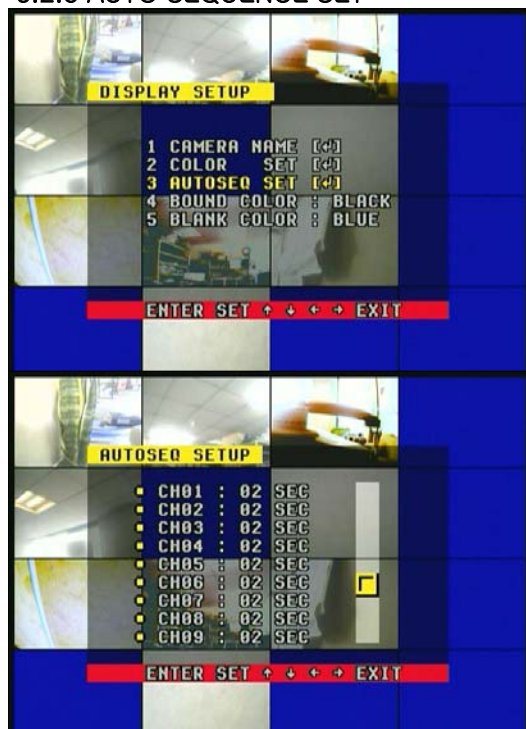 DISPLAY SETUP
1 CAMERA NAME [↵]
2 COLOR SET [↵]
3 AUTOSEQ SET [↵]
4 BOUND COLOR : BLACK
5 BLANK COLOR : BLUE
ENTER SET ↑ ↓ ← → EXIT
AUTOSEQ SETUP
CH01 : 02 SEC
CH02 : 02 SEC
CH03 : 02 SEC
CH04 : 02 SEC
CH05 : 02 SEC
CH06 : 02 SEC
CH07 : 02 SEC
CH08 : 02 SEC
CH09 : 02 SEC
ENTER SET ↑ ↓ ← → EXIT